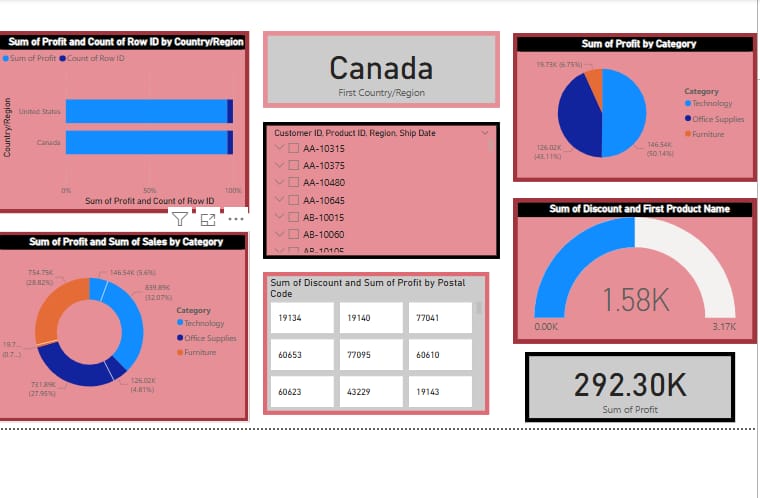 Sum of Profit and Count of Row ID by Country/Region
Sum of Profit Count of Row ID
Country/Region
United States
Canada
0% 50% 100%
Sum of Profit and Count of Row ID
Canada
First Country/Region
Customer ID, Product ID, Region, Ship Date
AA-10315
AA-10375
AA-10480
AA-10645
AB-10015
AB-10060
AB-10105
Sum of Profit by Category
19.73K (6.75%)
126.02K
(43.11%)
146.54K
(50.14%)
Category
Technology
Office Supplies
Furniture
Sum of Profit and Sum of Sales by Category
754.75K
(28.82%)
146.54K (5.6%)
839.89K
(32.07%)
19.7...
(0.7...)
731.89K
(27.95%)
126.02K
(4.81%)
Category
Technology
Office Supplies
Furniture
Sum of Discount and Sum of Profit by Postal
Code
19134 19140 77041
60653 77095 60610
60623 43229 19143
Sum of Discount and First Product Name
1.58K
0.00K 3.17K
292.30K
Sum of Profit